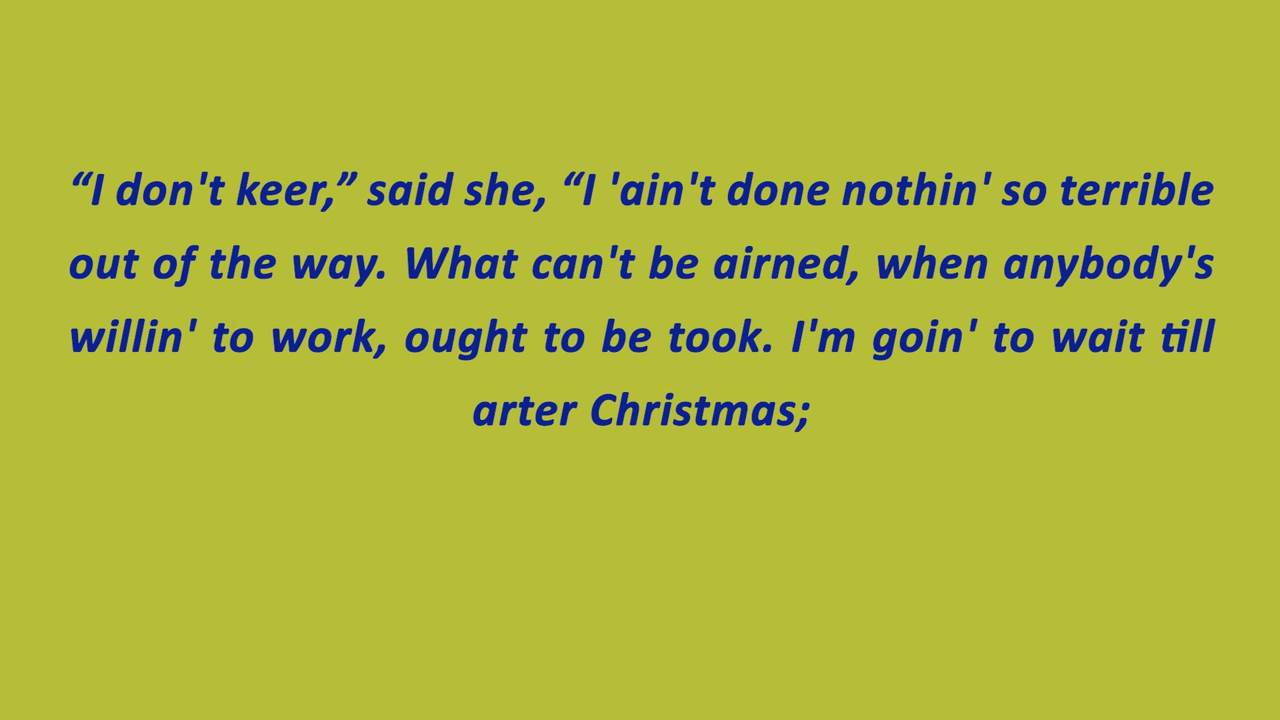 “I don't keer,” said she, “I 'ain't done nothin' so terrible
out of the way. What can't be airned, when anybody's
willin' to work, ought to be took. I'm goin' to wait till
arter Christmas;